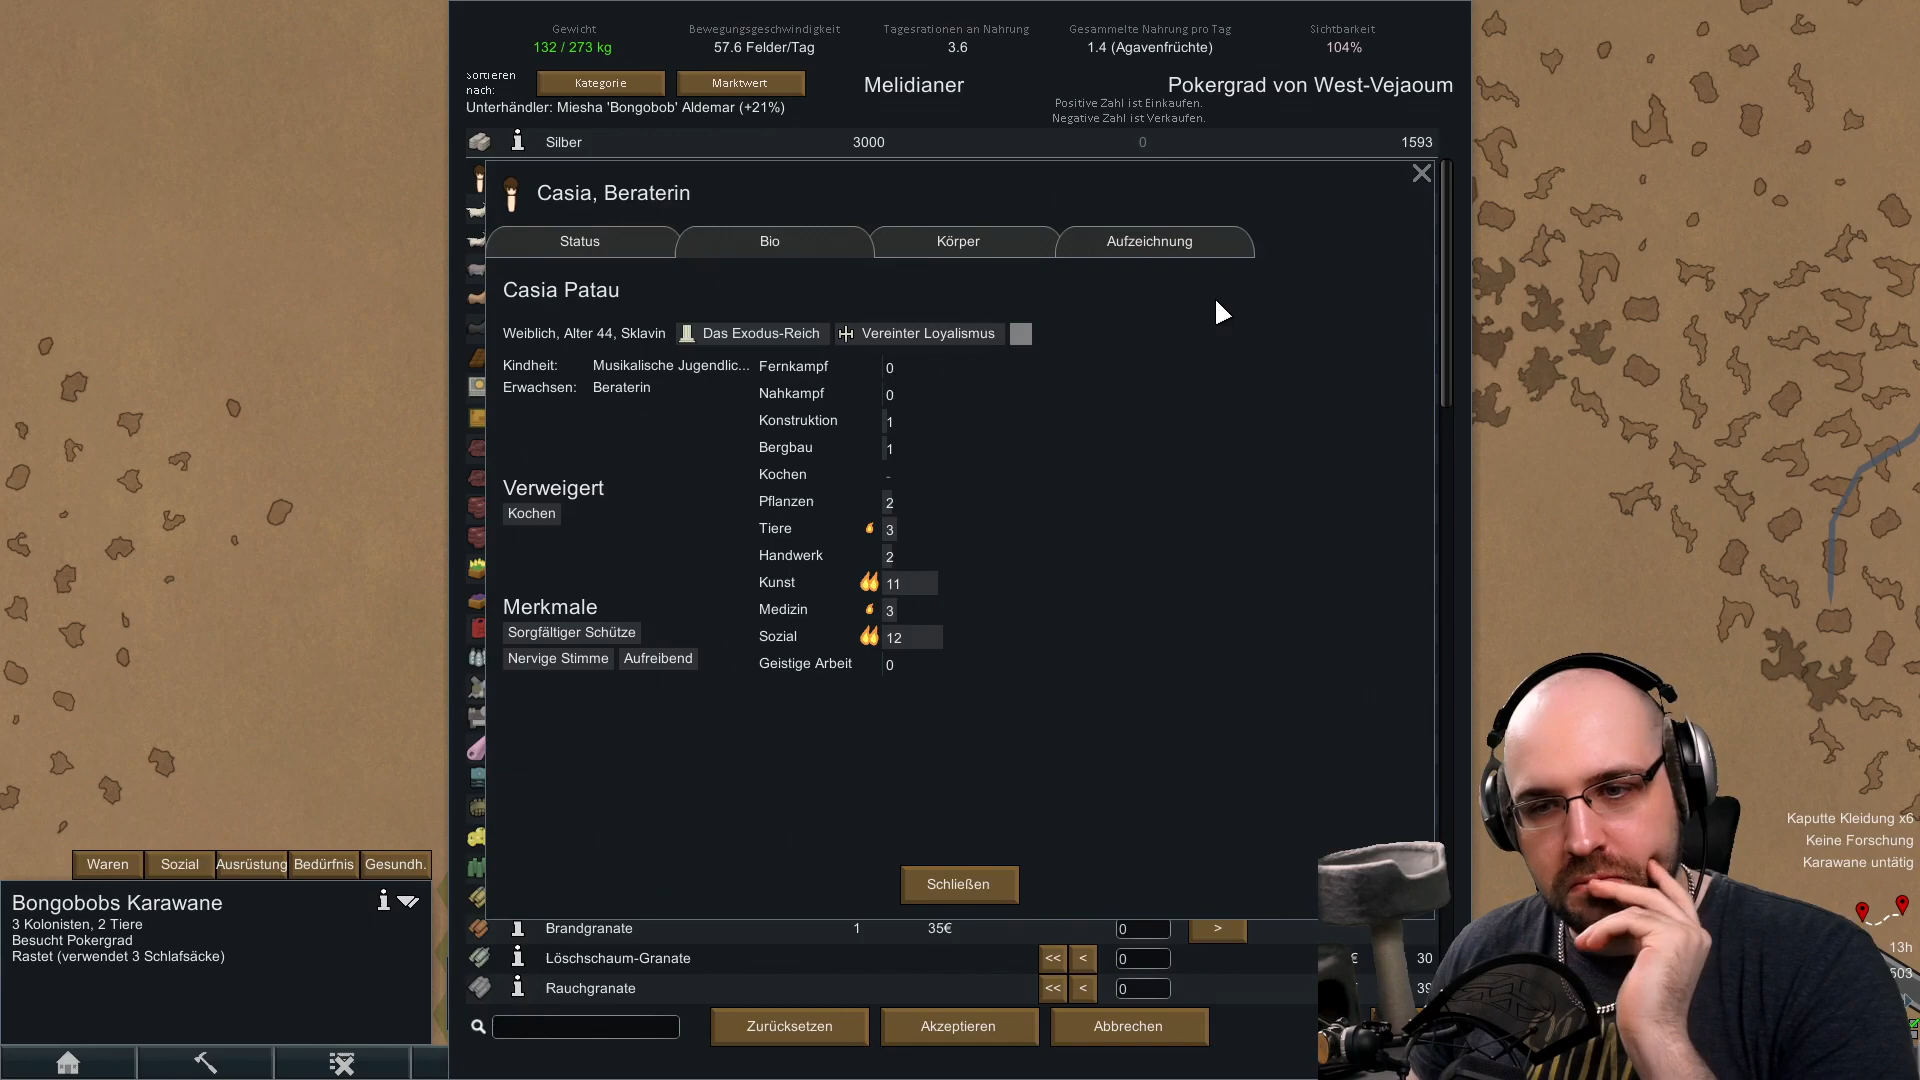 Gewicht
132 / 273 kg
Bewegungsgeschwindigkeit
57.6 Felder/Tag
Tagesrationen an Nahrung
3.6
Gesammelte Nahrung pro Tag
1.4 (Agavenfrüchte)
Sichtbarkeit
104%
Sortieren nach:
Kategorie
Marktwert
Melidianer
Pokergrad von West-Vejaoum
Unterhändler: Miesha 'Bongobob' Aldemar (+21%)
Positive Zahl ist Einkaufen.
Negative Zahl ist Verkaufen.
Silber 3000 0 1593
Casia, Beraterin
Status Bio Körper Aufzeichnung
Casia Patau
Weiblich, Alter 44, Sklavin Das Exodus-Reich Vereinter Loyalismus
Kindheit: Musikalische Jugendlic...
Erwachsen: Beraterin
Verweigert
Kochen
Merkmale
Sorgfältiger Schütze
Nervige Stimme Aufreibend
Fernkampf 0
Nahkampf 0
Konstruktion 1
Bergbau 1
Kochen -
Pflanzen 2
Tiere 3
Handwerk 2
Kunst 11
Medizin 3
Sozial 12
Geistige Arbeit 0
Schließen
Brandgranate 1 35€ 0 >
Löschschaum-Granate << < 0 € 30
Rauchgranate << < 0 39
Zurücksetzen Akzeptieren Abbrechen
Waren Sozial Ausrüstung Bedürfnis Gesundh.
Bongobobs Karawane
3 Kolonisten, 2 Tiere
Besucht Pokergrad
Rastet (verwendet 3 Schlafsäcke)
Kaputte Kleidung x6
Keine Forschung
Karawane untätig
13h